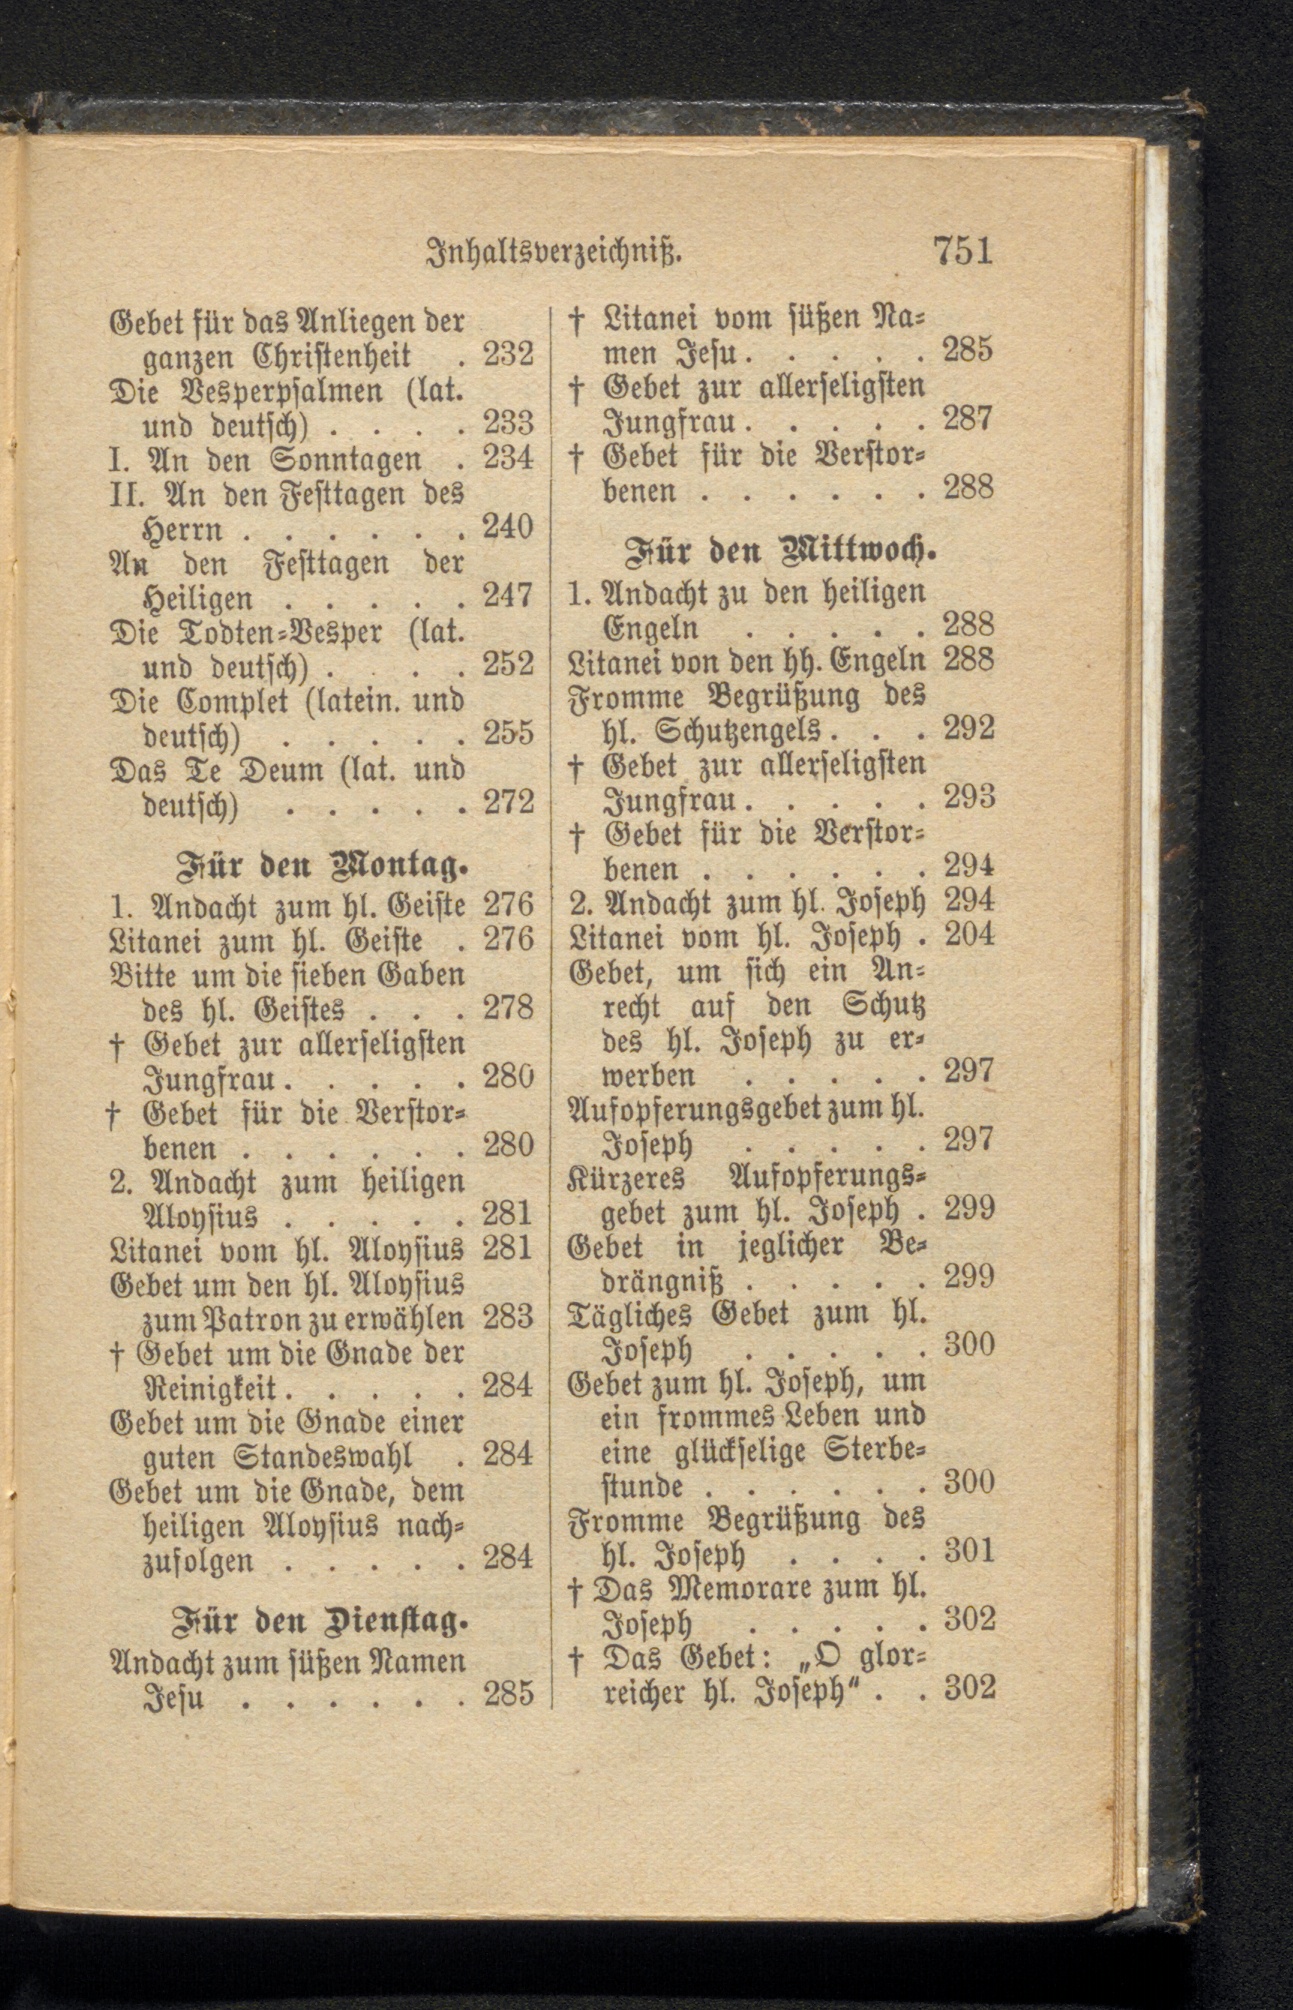 Inhaltsverzeichniß. 751
Gebet für das Anliegen der
ganzen Christenheit . 232
Die Vesperpsalmen (lat.
und deutsch) . . . . 233
I. An den Sonntagen . 234
II. An den Festtagen des
Herrn . . . . . . . 240
An den Festtagen der
Heiligen . . . . . 247
Die Todten-Vesper (lat.
und deutsch) . . . . 252
Die Complet (latein. und
deutsch) . . . . . . 255
Das Te Deum (lat. und
deutsch) . . . . . 272
Für den Montag.
1. Andacht zum hl. Geiste 276
Litanei zum hl. Geiste . 276
Bitte um die sieben Gaben
des hl. Geistes . . . 278
† Gebet zur allerseligsten
Jungfrau . . . . . . 280
† Gebet für die Verstor-
benen . . . . . . . 280
2. Andacht zum heiligen
Aloysius . . . . . 281
Litanei vom hl. Aloysius 281
Gebet um den hl. Aloysius
zum Patron zu erwählen 283
† Gebet um die Gnade der
Reinigkeit . . . . . 284
Gebet um die Gnade einer
guten Standeswahl . 284
Gebet um die Gnade, dem
heiligen Aloysius nach-
zufolgen . . . . . 284
Für den Dienstag.
Andacht zum süßen Namen
Jesu . . . . . . . 285
† Litanei vom süßen Na-
men Jesu . . . . . 285
† Gebet zur allerseligsten
Jungfrau . . . . . 287
† Gebet für die Verstor-
benen . . . . . . 288
Für den Mittwoch.
1. Andacht zu den heiligen
Engeln . . . . . 288
Litanei von den hh. Engeln 288
Fromme Begrüßung des
hl. Schutzengels . . . 292
† Gebet zur allerseligsten
Jungfrau . . . . . 293
† Gebet für die Verstor-
benen . . . . . . 294
2. Andacht zum hl. Joseph 294
Litanei vom hl. Joseph . 204
Gebet, um sich ein An-
recht auf den Schutz
des hl. Joseph zu er-
werben . . . . . 297
Aufopferungsgebet zum hl.
Joseph . . . . . 297
Kürzeres Aufopferungs-
gebet zum hl. Joseph . 299
Gebet in jeglicher Be-
drängniß . . . . . 299
Tägliches Gebet zum hl.
Joseph . . . . . 300
Gebet zum hl. Joseph, um
ein frommes Leben und
eine glückselige Sterbe-
stunde . . . . . . 300
Fromme Begrüßung des
hl. Joseph . . . . 301
† Das Memorare zum hl.
Joseph . . . . . 302
† Das Gebet: „O glor-
reicher hl. Joseph“ . . 302